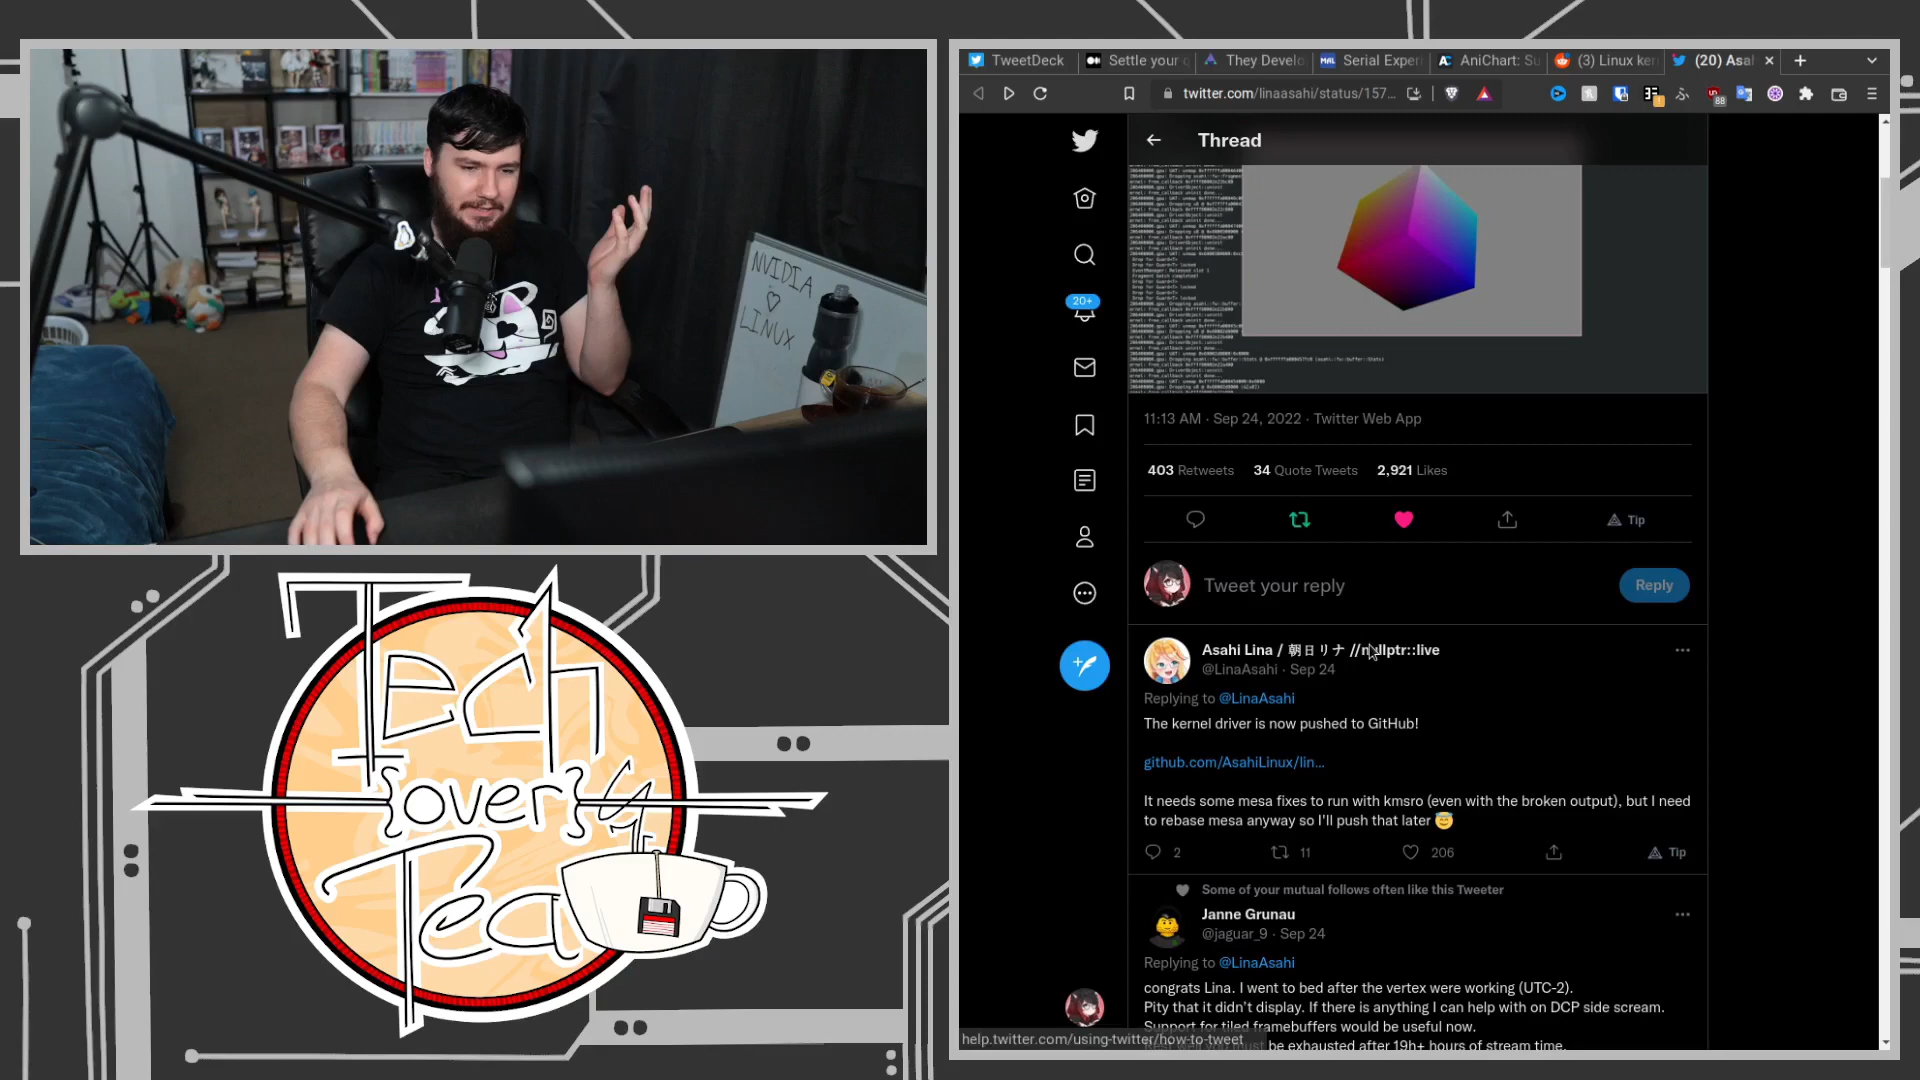 NVIDIA
♡
LINUX
TECH
{over}
Tea
TweetDeck
Settle your
They Develo
Serial Exper
AniChart: Su
(3) Linux ker
(20) Asal
twitter.com/linaasahi/status/157...
Thread
20+
11:13 AM · Sep 24, 2022 · Twitter Web App
403 Retweets 34 Quote Tweets 2,921 Likes
Tip
Tweet your reply
Reply
Asahi Lina / 朝日リナ //nullptr::live
@LinaAsahi · Sep 24
Replying to @LinaAsahi
The kernel driver is now pushed to GitHub!
github.com/AsahiLinux/lin...
It needs some mesa fixes to run with kmsro (even with the broken output), but I need
to rebase mesa anyway so I'll push that later 😇
2 11 206 Tip
Some of your mutual follows often like this Tweeter
Janne Grunau
@jaguar_9 · Sep 24
Replying to @LinaAsahi
congrats Lina. I went to bed after the vertex were working (UTC-2).
Pity that it didn't display. If there is anything I can help with on DCP side scream.
Support for tiled framebuffers would be useful now.
be exhausted after 19h+ hours of stream time.
help.twitter.com/using-twitter/how-to-tweet